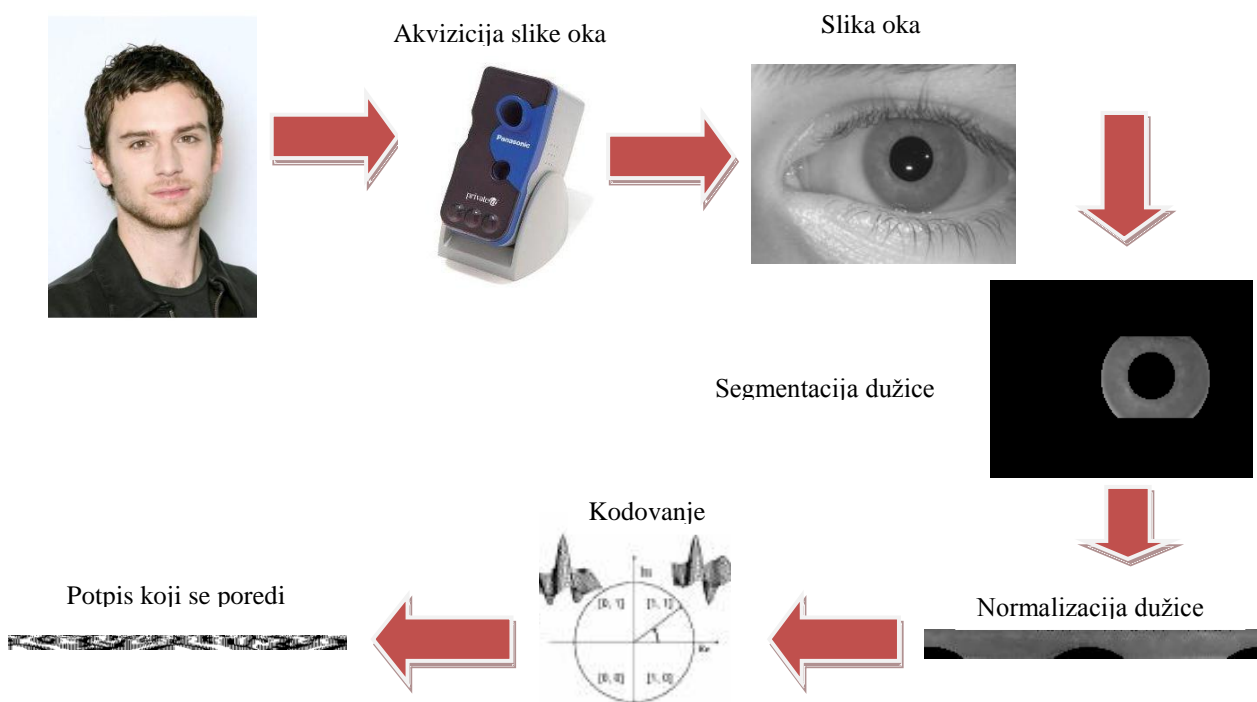 Akvizicija slike oka
Slika oka
Panasonic
private
Segmentacija dužice
Kodovanje
Im
[0, 1]
[1, 1]
Re
[0, 0]
[1, 0]
Potpis koji se poredi
Normalizacija dužice